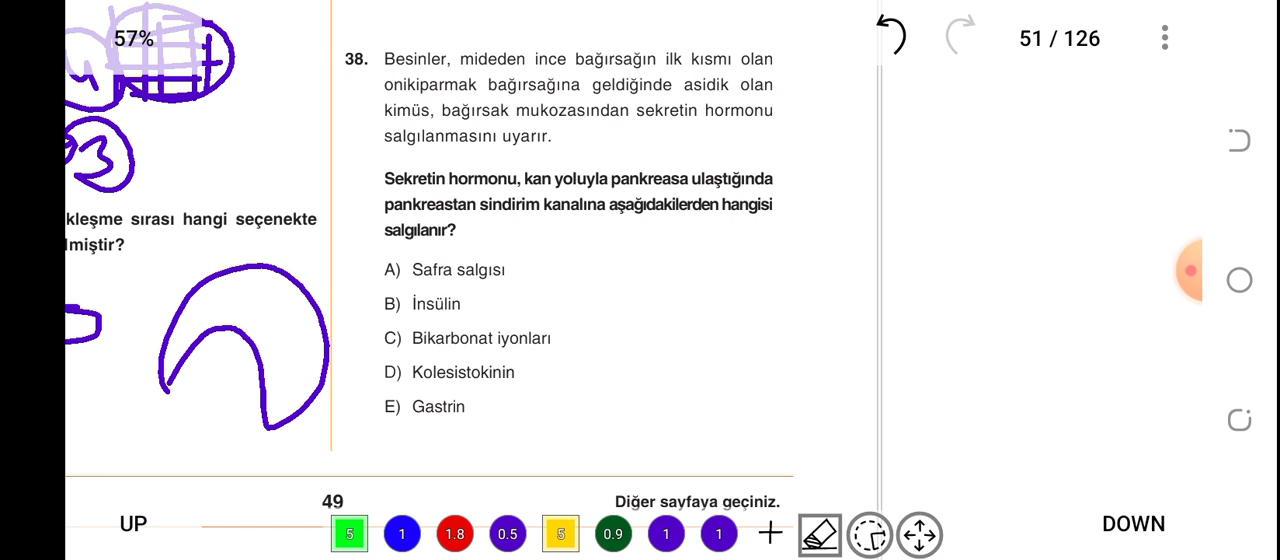 57%
51 / 126
93
kleşme sırası hangi seçenekte
lmiştir?
38. Besinler, mideden ince bağırsağın ilk kısmı olan
onikiparmak bağırsağına geldiğinde asidik olan
kimüs, bağırsak mukozasından sekretin hormonu
salgılanmasını uyarır.
Sekretin hormonu, kan yoluyla pankreasa ulaştığında
pankreastan sindirim kanalına aşağıdakilerden hangisi
salgılanır?
A) Safra salgısı
B) İnsülin
C) Bikarbonat iyonları
D) Kolesistokinin
E) Gastrin
49
Diğer sayfaya geçiniz.
UP
5 1 1.8 0.5 5 0.9 1 1
DOWN